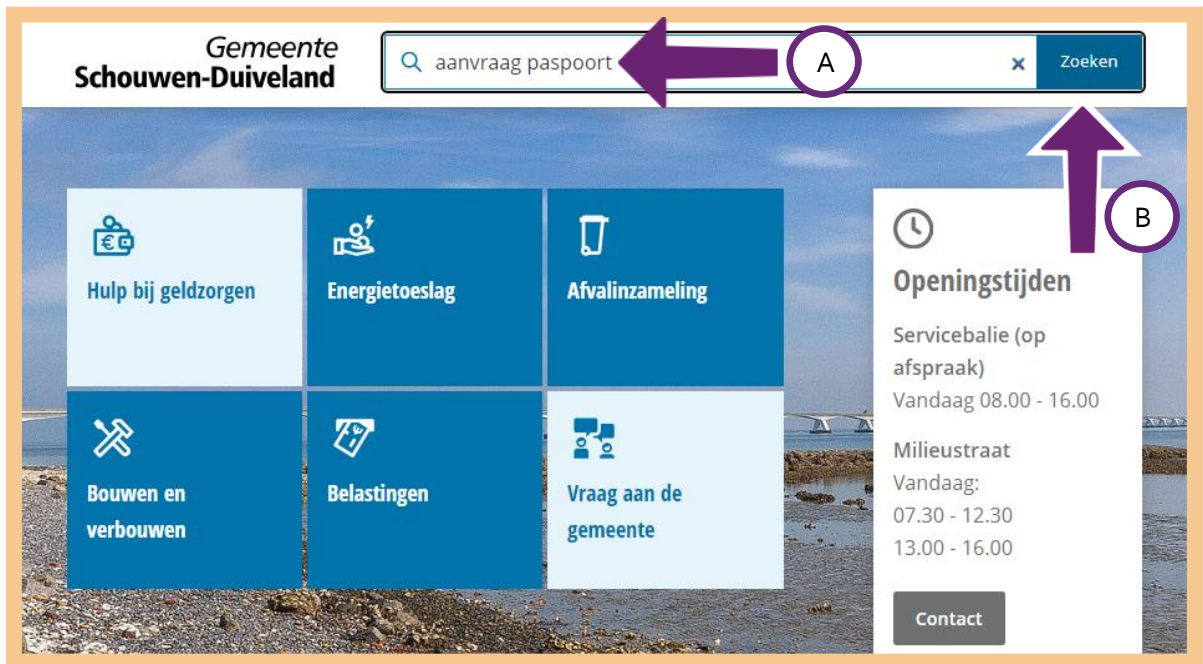 Gemeente
Schouwen-Duiveland
aanvraag paspoort
A
Zoeken
B
Hulp bij geldzorgen
Energietoeslag
Afvalinzameling
Bouwen en
verbouwen
Belastingen
Vraag aan de
gemeente
Openingstijden
Servicebalie (op
afspraak)
Vandaag 08.00 - 16.00
Milieustraat
Vandaag:
07.30 - 12.30
13.00 - 16.00
Contact